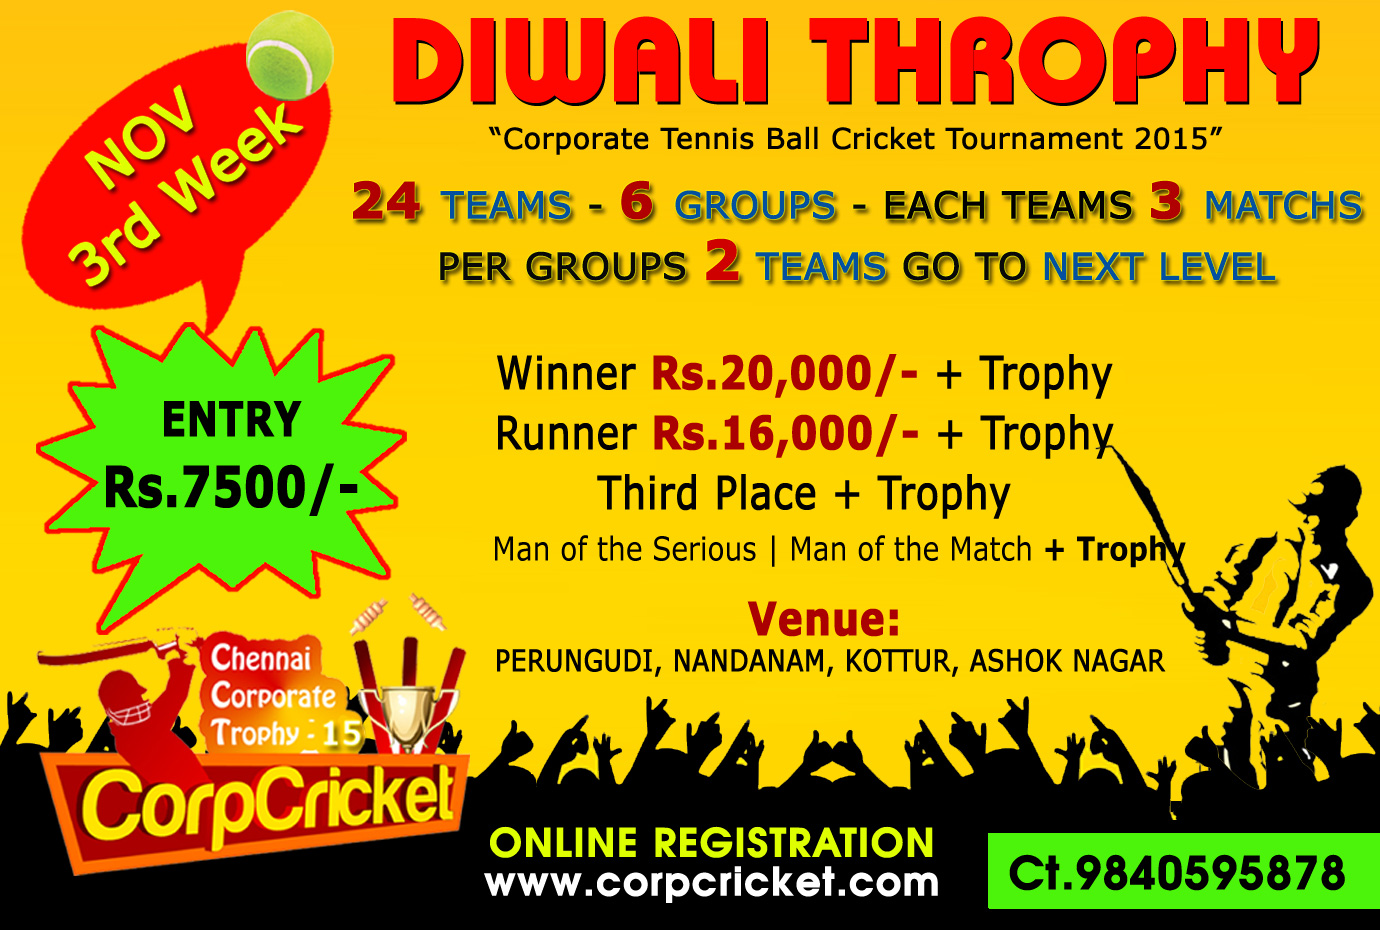 DIWALI THROPHY
“Corporate Tennis Ball Cricket Tournament 2015”
NOV
3rd Week
24 TEAMS - 6 GROUPS - EACH TEAMS 3 MATCHS
PER GROUPS 2 TEAMS GO TO NEXT LEVEL
ENTRY
Rs.7500/-
Winner Rs.20,000/- + Trophy
Runner Rs.16,000/- + Trophy
Third Place + Trophy
Man of the Serious | Man of the Match + Trophy
Venue:
PERUNGUDI, NANDANAM, KOTTUR, ASHOK NAGAR
Chennai
Corporate
Trophy - 15
CorpCricket
ONLINE REGISTRATION
www.corpcricket.com
Ct.9840595878